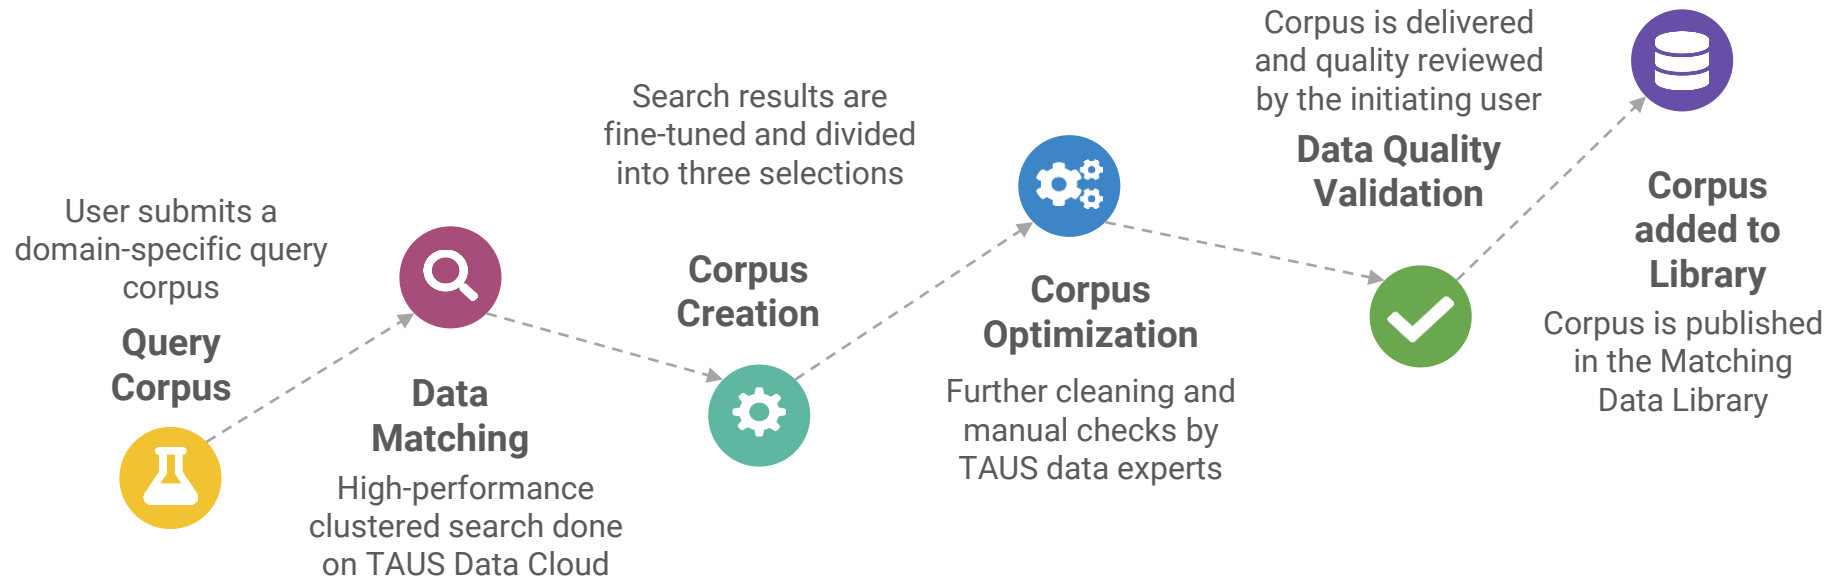 User submits a
domain-specific query
corpus
Query
Corpus
Data
Matching
High-performance
clustered search done
on TAUS Data Cloud
Search results are
fine-tuned and divided
into three selections
Corpus
Creation
Corpus
Optimization
Further cleaning and
manual checks by
TAUS data experts
Corpus is delivered
and quality reviewed
by the initiating user
Data Quality
Validation
Corpus
added to
Library
Corpus is published
in the Matching
Data Library